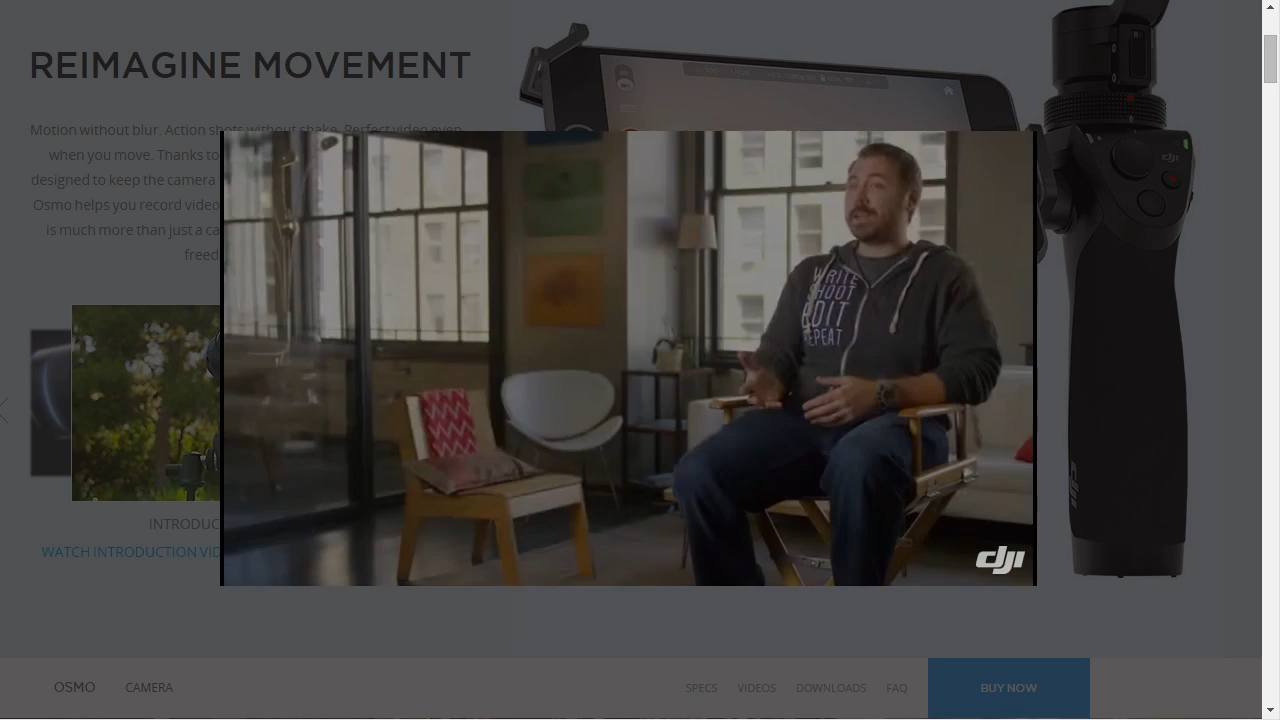 REIMAGINE MOVEMENT
Motion without blur. Action shots without shake. Perfect video even
when you move. Thanks to
designed to keep the camera
Osmo helps you record video
is much more than just a ca
freed
WRITE
SHOOT
EDIT
REPEAT
dji
dji
dji
INTRODUC
WATCH INTRODUCTION VID
OSMO
CAMERA
SPECS
VIDEOS
DOWNLOADS
FAQ
BUY NOW